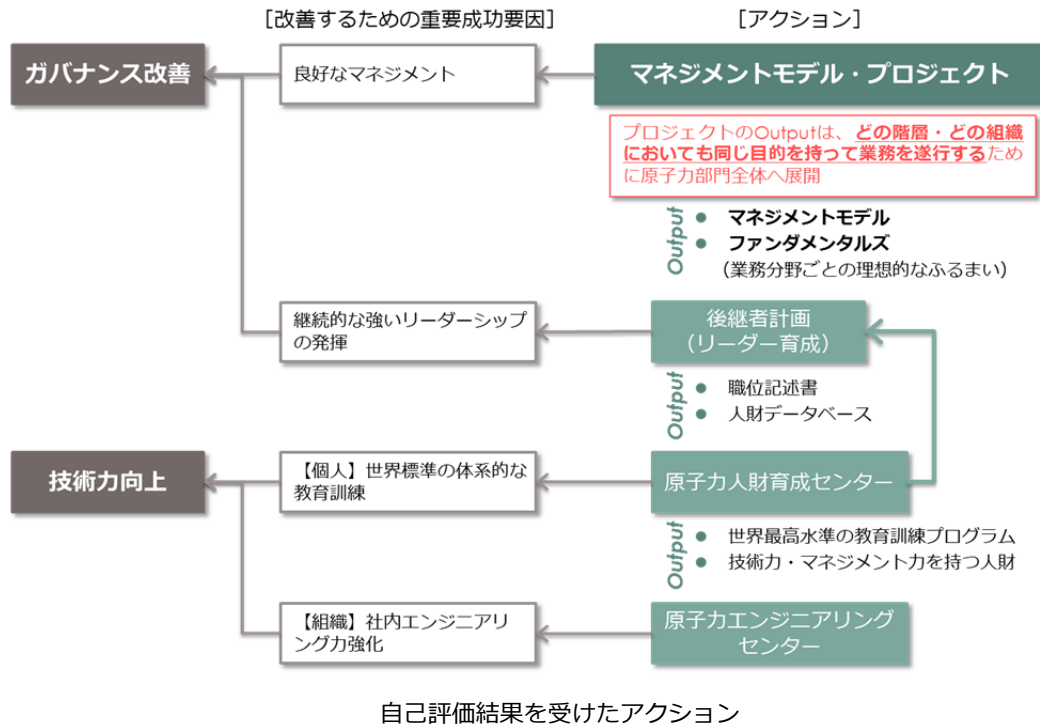 [改善するための重要成功要因]
[アクション]
ガバナンス改善
良好なマネジメント
マネジメントモデル・プロジェクト
プロジェクトのOutputは、どの階層・どの組織
においても同じ目的を持って業務を遂行するため
に原子力部門全体へ展開
Output
● マネジメントモデル
● ファンダメンタルズ
（業務分野ごとの理想的なふるまい）
継続的な強いリーダーシップ
の発揮
後継者計画
（リーダー育成）
Output
● 職位記述書
● 人財データベース
技術力向上
【個人】世界標準の体系的な
教育訓練
原子力人財育成センター
Output
● 世界最高水準の教育訓練プログラム
● 技術力・マネジメント力を持つ人財
【組織】社内エンジニアリ
ング力強化
原子力エンジニアリング
センター
自己評価結果を受けたアクション